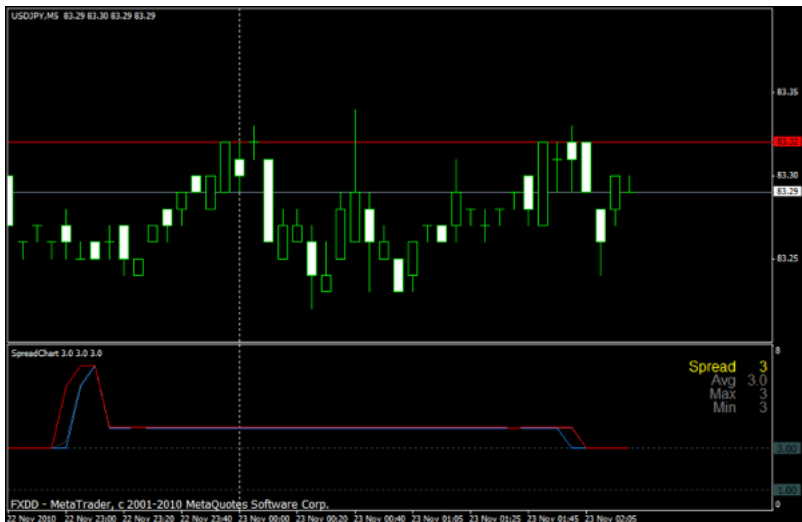 USDJPY,M5 83.29 83.30 83.29 83.29
83.35
83.32
83.30
83.29
83.25
SpreadChart 3.0 3.0 3.0
8
Spread 3
Avg 3.0
Max 3
Min 3
3.00
1.00
0
FXDD - MetaTrader, c 2001-2010 MetaQuotes Software Corp.
22 Nov 2010 22 Nov 23:00 22 Nov 23:20 22 Nov 23:40 23 Nov 00:00 23 Nov 00:20 23 Nov 00:40 23 Nov 01:05 23 Nov 01:25 23 Nov 01:45 23 Nov 02:05